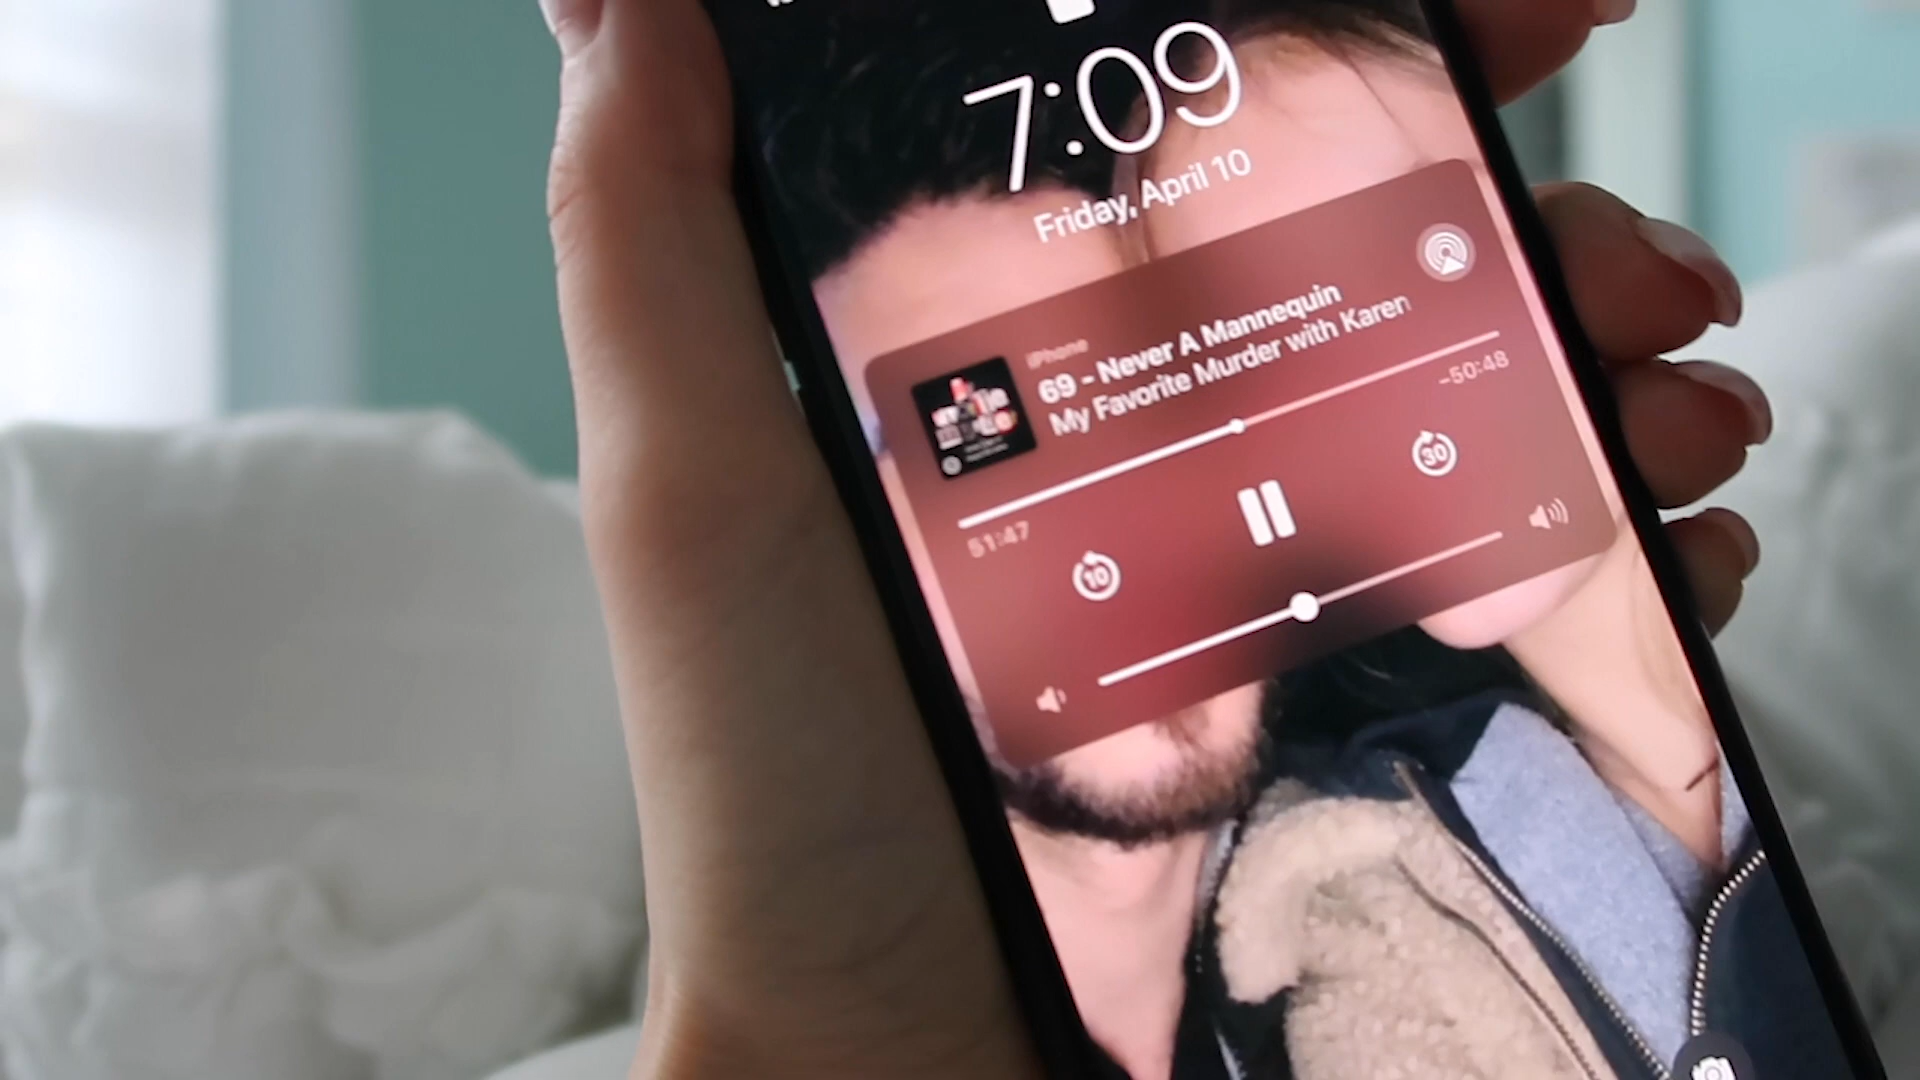 7:09
Friday, April 10
iPhone
69 - Never A Mannequin
My Favorite Murder with Karen
51:47
-50:48
10
30